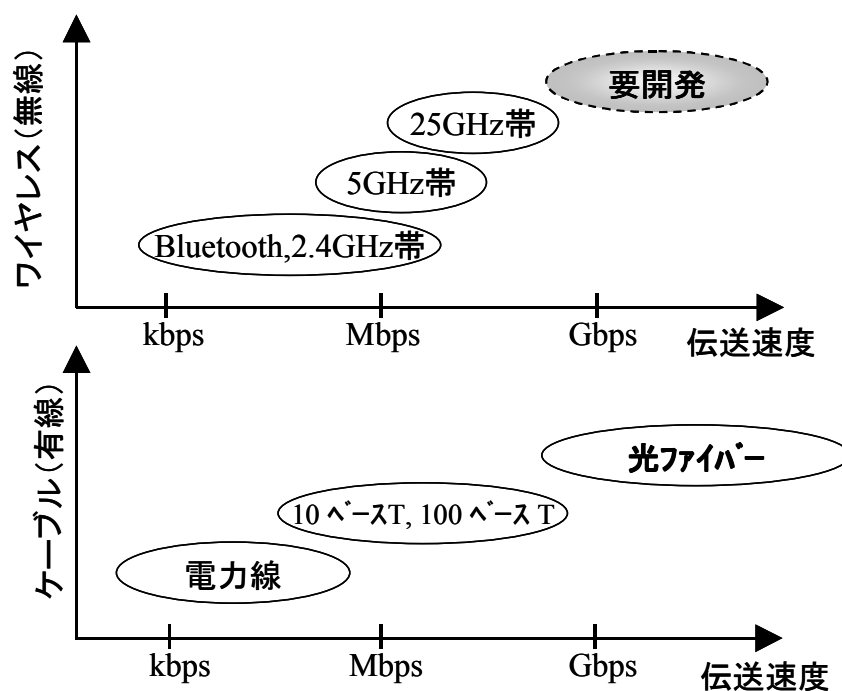 ワイヤレス(無線)
要開発
25GHz帯
5GHz帯
Bluetooth,2.4GHz帯
kbps Mbps Gbps 伝送速度
ケーブル(有線)
光ファイバー
10 ベースT, 100 ベース T
電力線
kbps Mbps Gbps 伝送速度